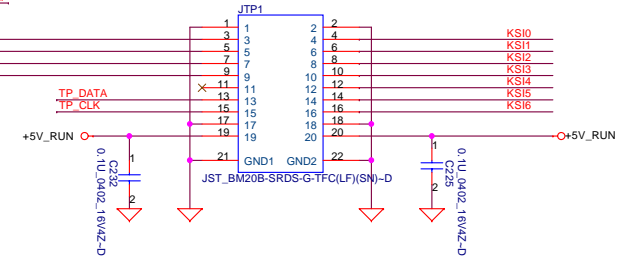 JTP1
1 1 2 2
3 3 4 4 KSI0
5 5 6 6 KSI1
7 7 8 8 KSI2
9 9 10 10 KSI3
11 11 12 12 KSI4
TP_DATA 13 13 14 14 KSI5
TP_CLK 15 15 16 16 KSI6
17 17 18 18
+5V_RUN 19 19 20 20 +5V_RUN
21 GND1 GND2 22
JST_BM20B-SRDS-G-TFC(LF)(SN)~D
1
2
C232
0.1U_0402_16V4Z~D
1
2
C225
0.1U_0402_16V4Z~D